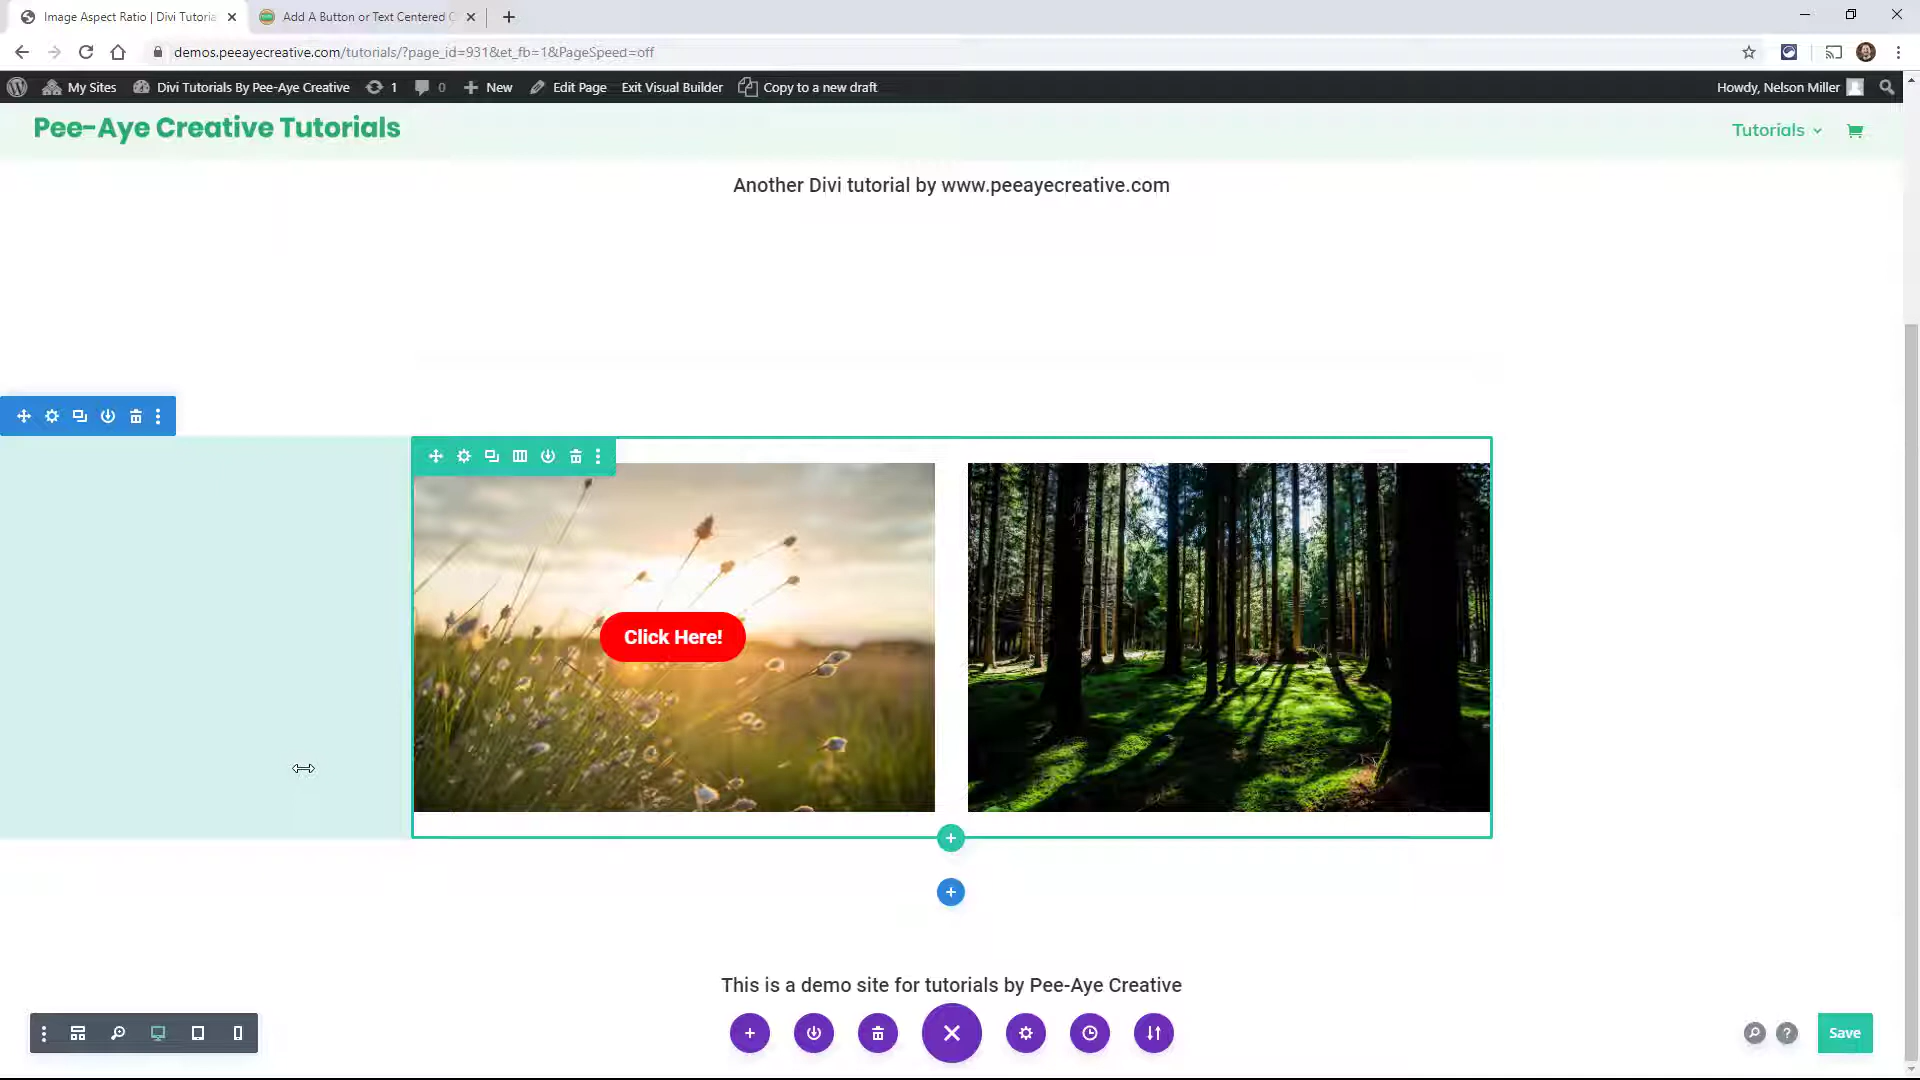 Image Aspect Ratio | Divi Tutoria
Add A Button or Text Centered
demos.peeayecreative.com/tutorials/?page_id=931&et_fb=1&PageSpeed=off
My Sites
Divi Tutorials By Pee-Aye Creative
1
0
New
Edit Page
Exit Visual Builder
Copy to a new draft
Howdy, Nelson Miller
Pee-Aye Creative Tutorials
Tutorials
Another Divi tutorial by www.peeayecreative.com
Click Here!
This is a demo site for tutorials by Pee-Aye Creative
Save